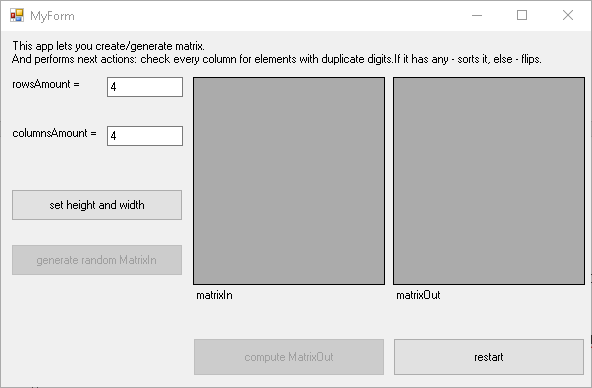 MyForm
This app lets you create/generate matrix.
And performs next actions: check every column for elements with duplicate digits.If it has any - sorts it, else - flips.
rowsAmount =
4
columnsAmount =
4
set height and width
generate random MatrixIn
matrixIn
matrixOut
compute MatrixOut
restart